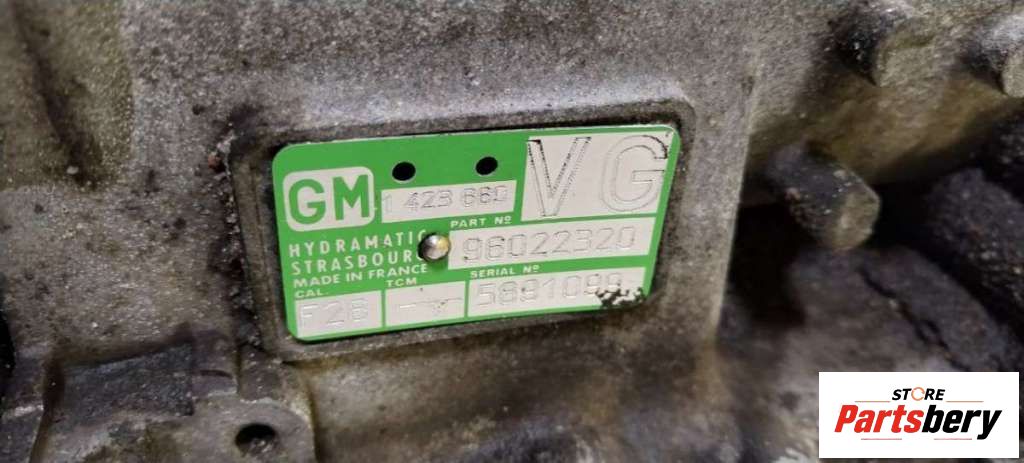 GM
1 423 660
VG
HYDRAMATIC
STRASBOURG
MADE IN FRANCE
PART Nº
96022320
CAL.
TCM
SERIAL Nº
F2B
5891099
STORE
Partsbery